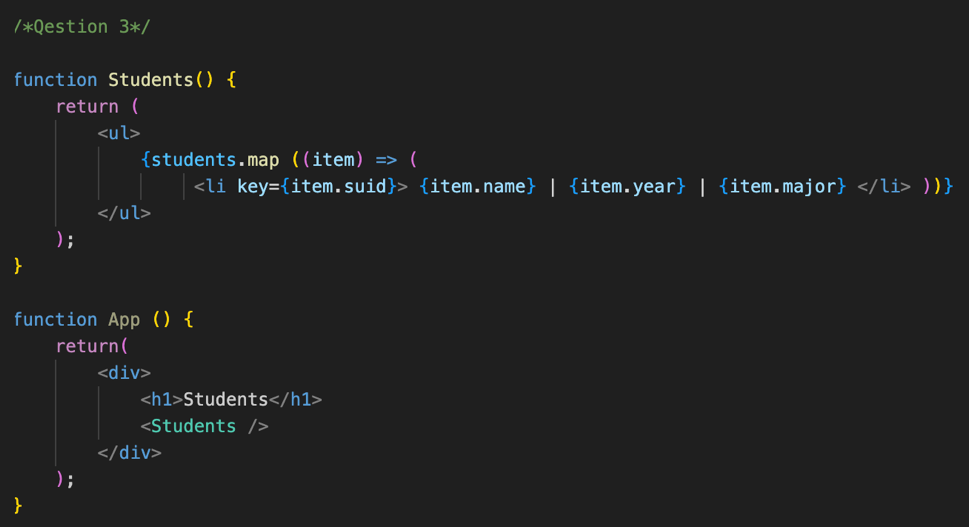 /*Qestion 3*/
function Students() {
return (
<ul>
{students.map ((item) => (
<li key={item.suid}> {item.name} | {item.year} | {item.major} </li> ))}
</ul>
);
}
function App () {
return(
<div>
<h1>Students</h1>
<Students />
</div>
);
}